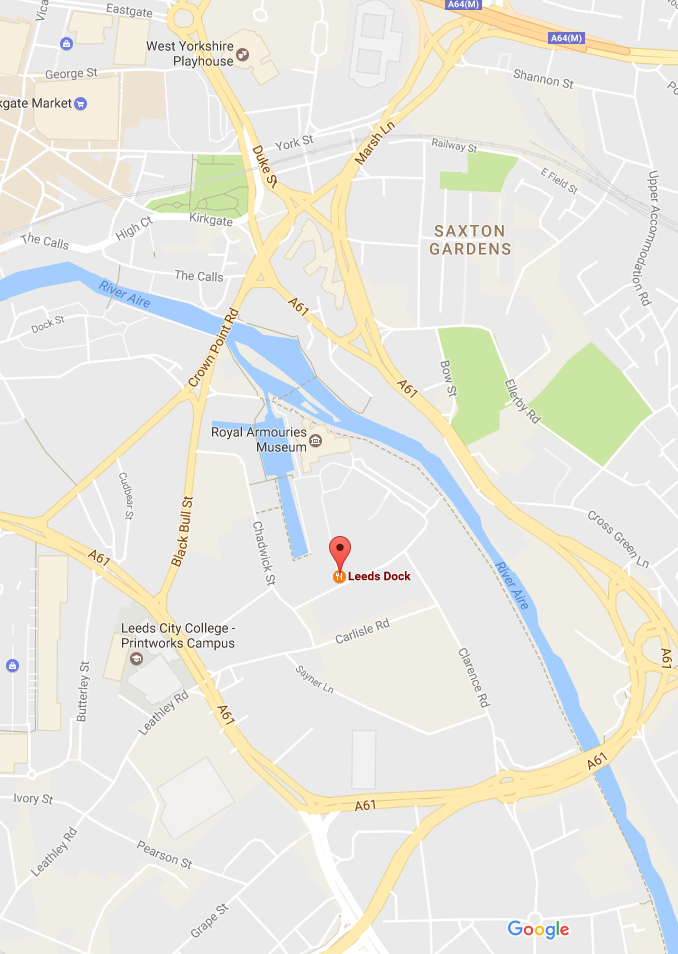 Eastgate
A64(M)
A64(M)
West Yorkshire
Playhouse
George St
Shannon St
kgate Market
York St
Marsh Ln
Railway St
Duke St
E Field St
Upper Accommodation Rd
Kirkgate
High Ct
SAXTON
GARDENS
The Calls
The Calls
River Aire
A61
Dock St
Crown Point Rd
Bow St
A61
Ellerby Rd
Royal Armouries
Museum
Cudbear St
Black Bull St
Chadwick St
Cross Green Ln
A61
Leeds Dock
River Aire
Leeds City College -
Printworks Campus
Carlisle Rd
A61
Butterley St
Sayner Ln
Clarence Rd
Leathley Rd
A61
A61
Ivory St
A61
Leathley Rd
Pearson St
Grape St
Google